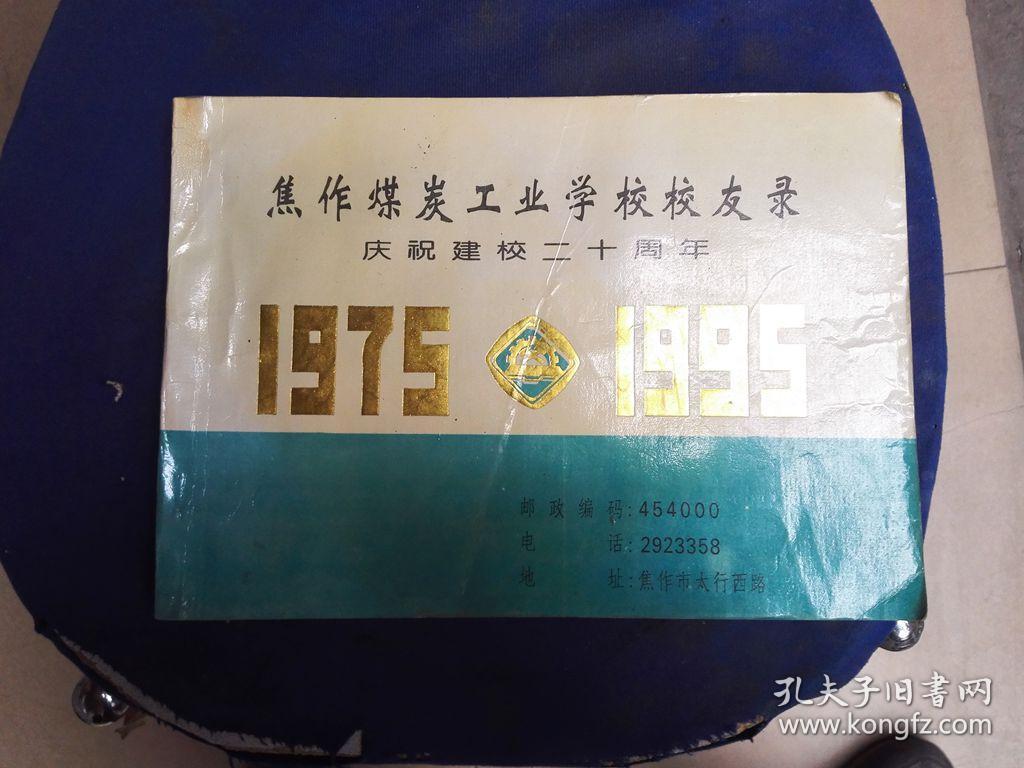 焦作煤炭工业学校校友录
庆祝建校二十周年
1975 1995
邮政编码:454000
电话:2923358
地址:焦作市太行西路
孔夫子旧书网
www.kongfz.com